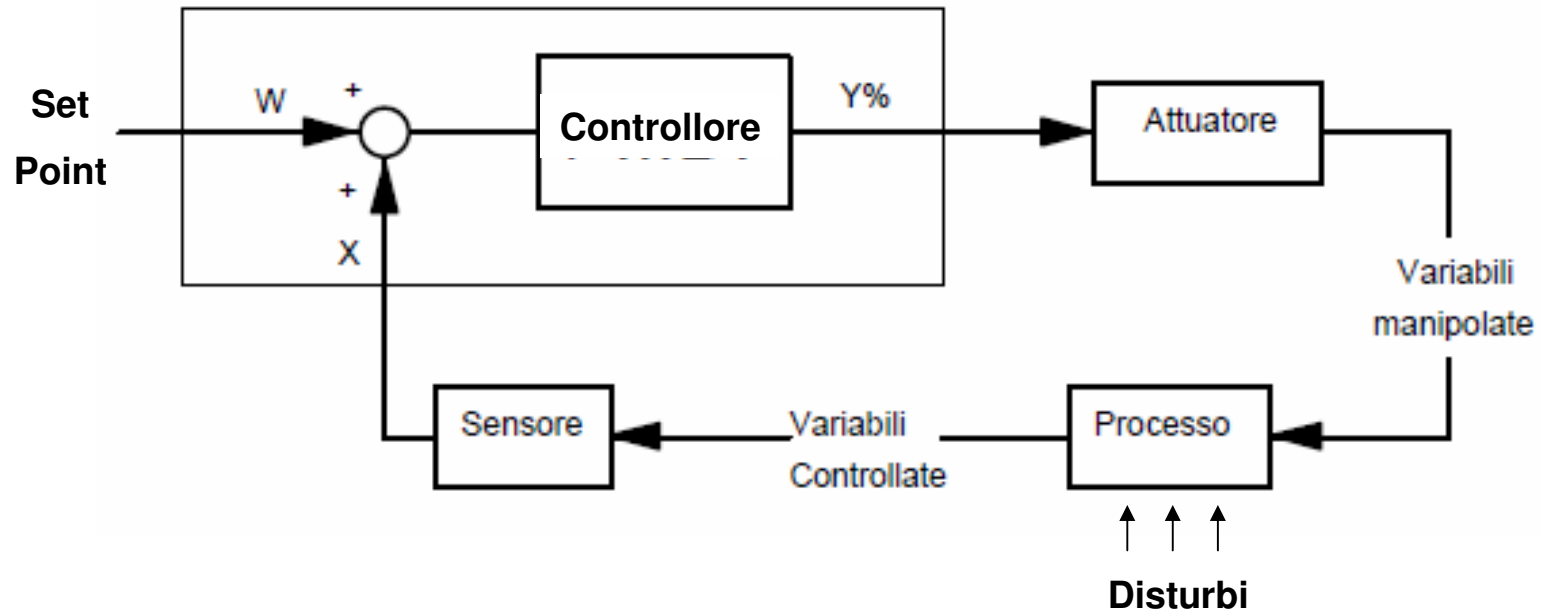 Set
Point
W
+
+
X
Controllore
Y%
Attuatore
Variabili
manipolate
Processo
Variabili
Controllate
Sensore
Disturbi